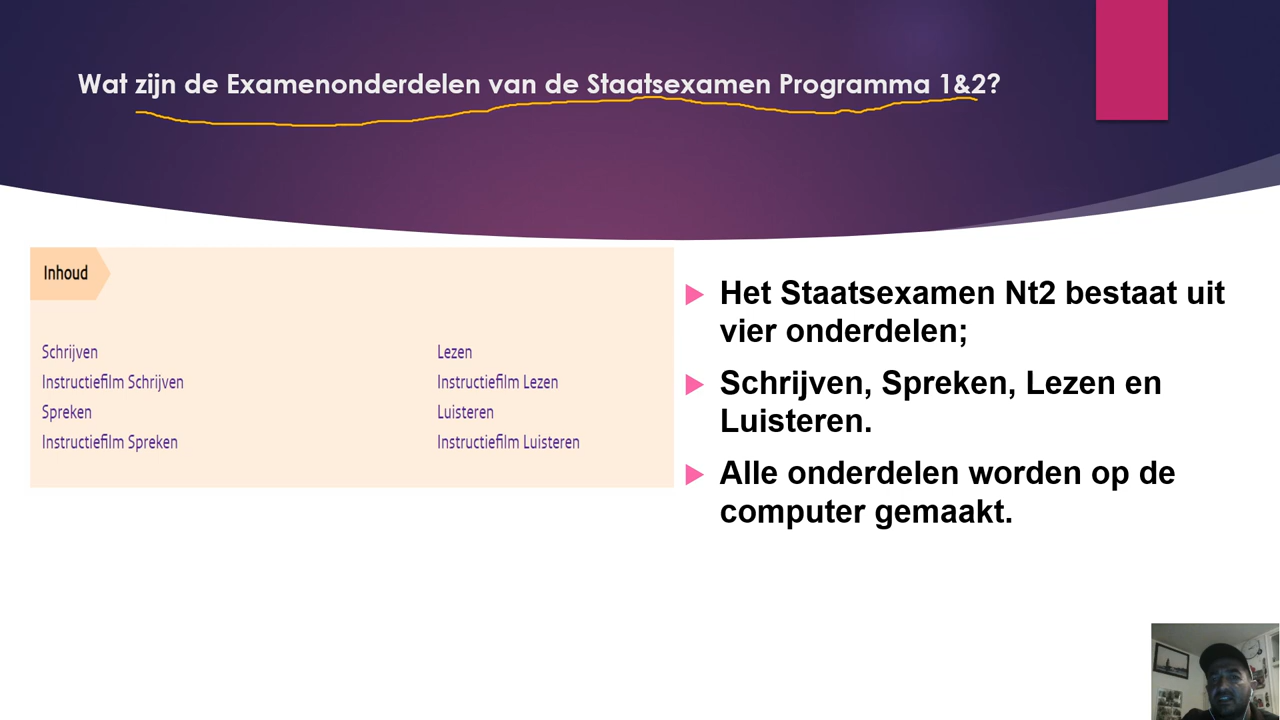 Wat zijn de Examenonderdelen van de Staatsexamen Programma 1&2?
Inhoud
Schrijven
Instructiefilm Schrijven
Spreken
Instructiefilm Spreken
Lezen
Instructiefilm Lezen
Luisteren
Instructiefilm Luisteren
Het Staatsexamen Nt2 bestaat uit
vier onderdelen;
Schrijven, Spreken, Lezen en
Luisteren.
Alle onderdelen worden op de
computer gemaakt.